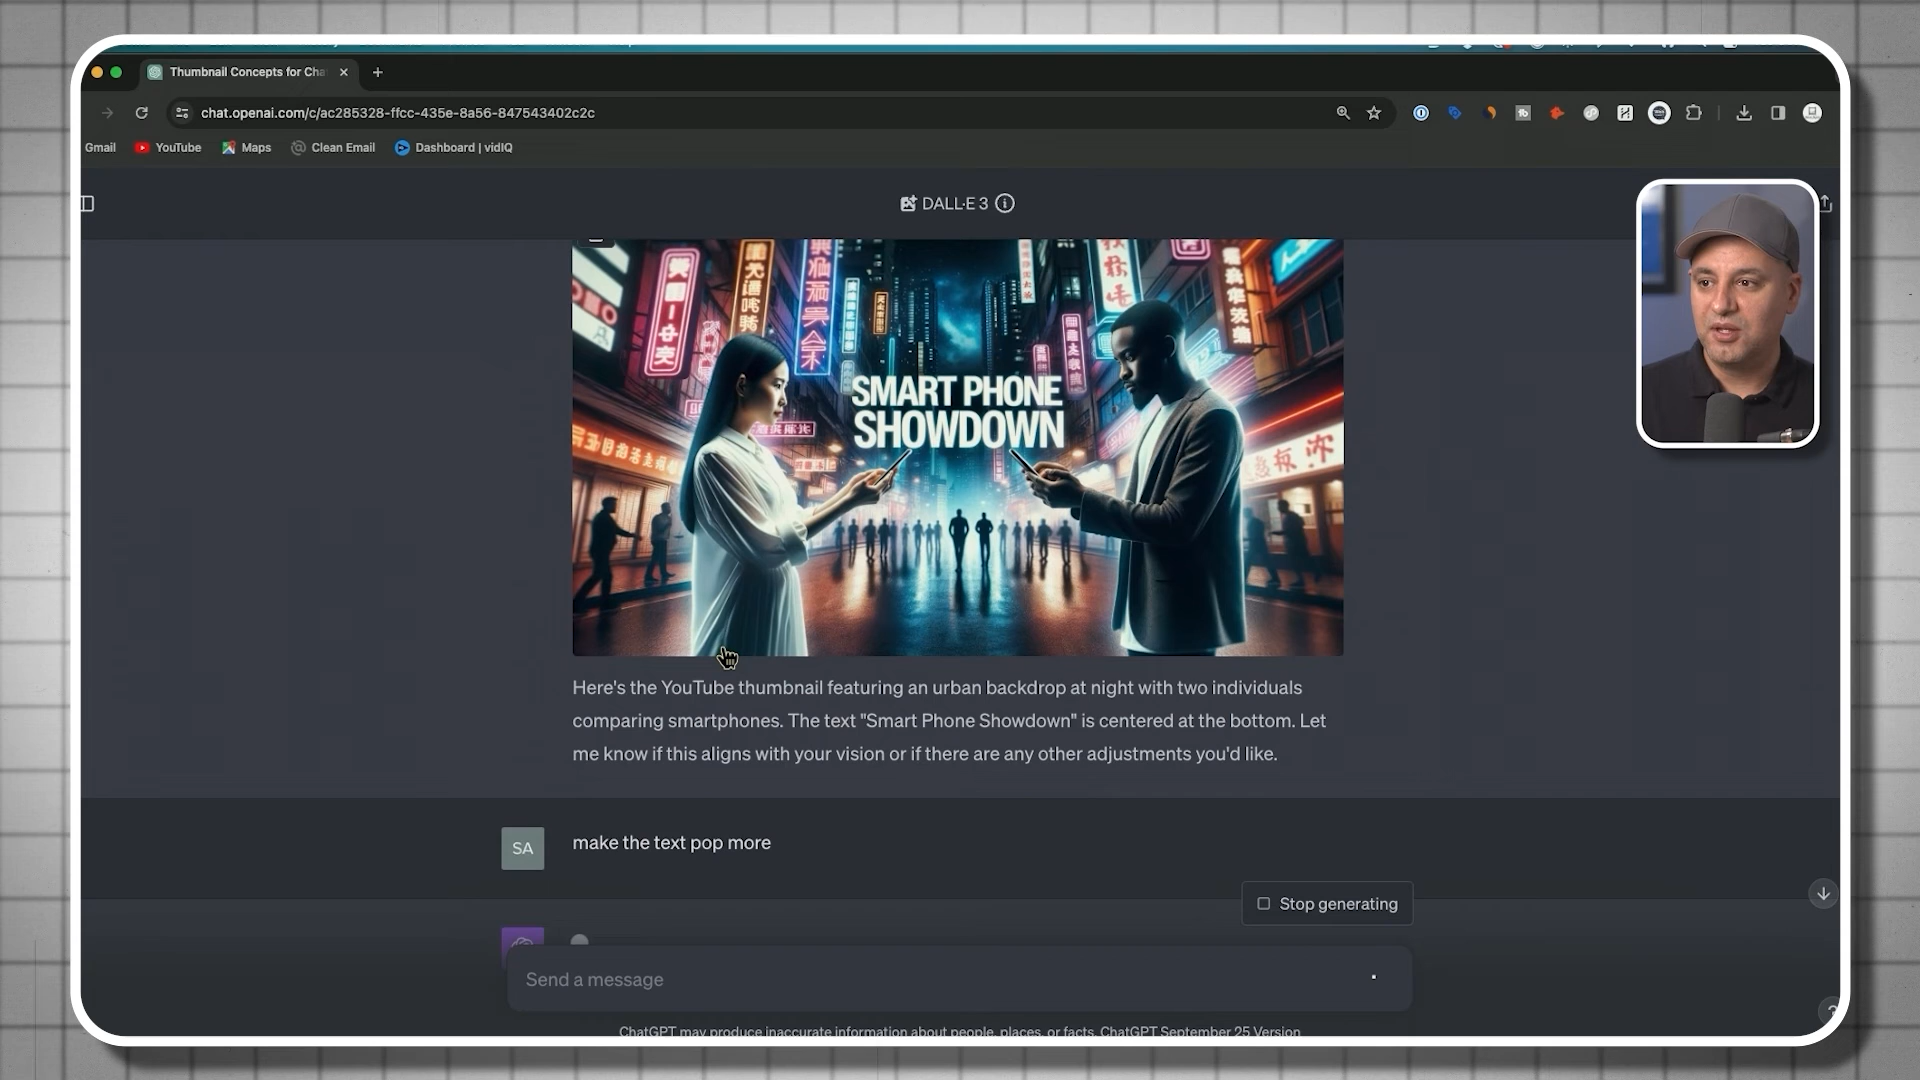 Thumbnail Concepts for Cha
chat.openai.com/c/ac285328-ffcc-435e-8a56-847543402c2c
Gmail YouTube Maps Clean Email Dashboard | vidIQ
DALL·E 3
SMART PHONE
SHOWDOWN
Here's the YouTube thumbnail featuring an urban backdrop at night with two individuals
comparing smartphones. The text "Smart Phone Showdown" is centered at the bottom. Let
me know if this aligns with your vision or if there are any other adjustments you'd like.
SA
make the text pop more
Stop generating
Send a message
ChatGPT may produce inaccurate information about people, places, or facts. ChatGPT September 25 Version